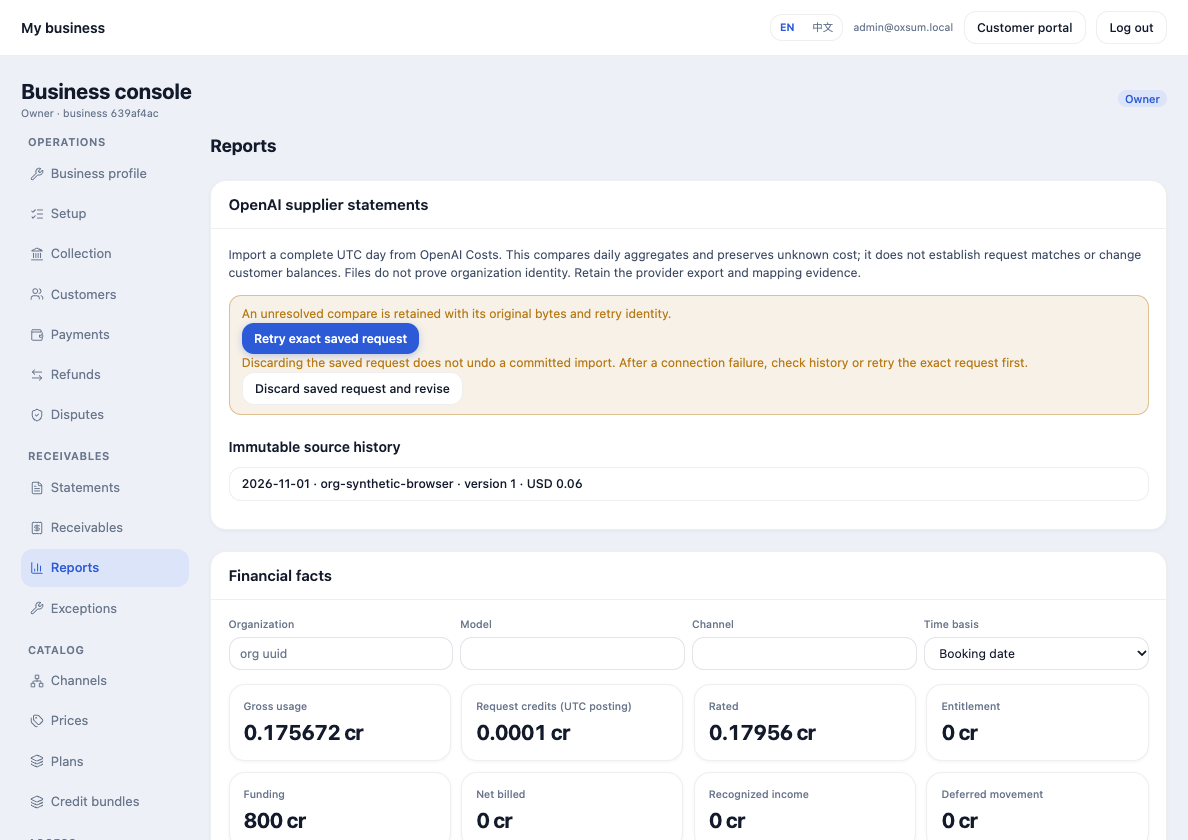 My business
EN 中文 admin@oxsum.local Customer portal Log out
Business console
Owner · business 639af4ac
Owner
OPERATIONS
Business profile
Setup
Collection
Customers
Payments
Refunds
Disputes
RECEIVABLES
Statements
Receivables
Reports
Exceptions
CATALOG
Channels
Prices
Plans
Credit bundles
Reports
OpenAI supplier statements
Import a complete UTC day from OpenAI Costs. This compares daily aggregates and preserves unknown cost; it does not establish request matches or change
customer balances. Files do not prove organization identity. Retain the provider export and mapping evidence.
An unresolved compare is retained with its original bytes and retry identity.
Retry exact saved request
Discarding the saved request does not undo a committed import. After a connection failure, check history or retry the exact request first.
Discard saved request and revise
Immutable source history
2026-11-01 · org-synthetic-browser · version 1 · USD 0.06
Financial facts
Organization Model Channel Time basis
org uuid Booking date
Gross usage Request credits (UTC posting) Rated Entitlement
0.175672 cr 0.0001 cr 0.17956 cr 0 cr
Funding Net billed Recognized income Deferred movement
800 cr 0 cr 0 cr 0 cr